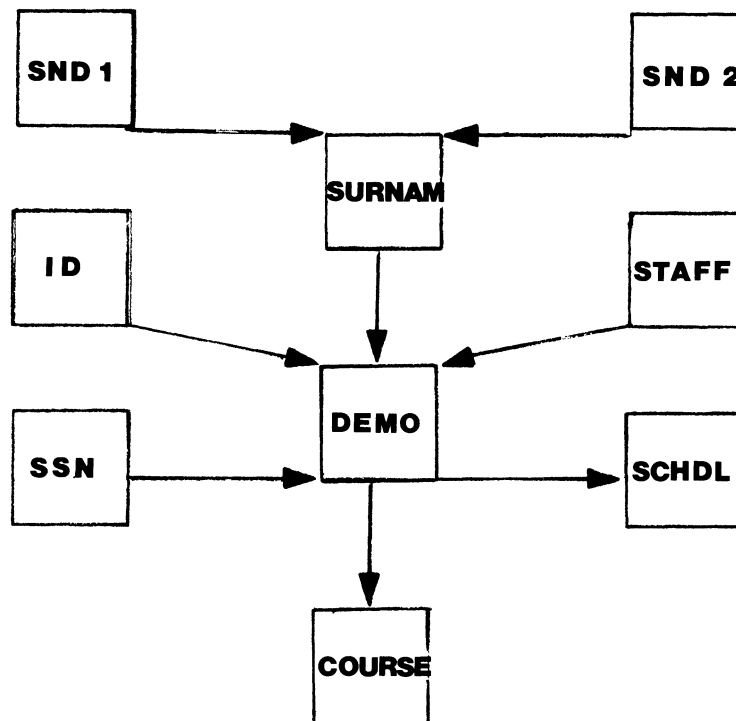 SND 1
SND 2
SURNAM
ID
STAFF
DEMO
SSN
SCHDL
COURSE